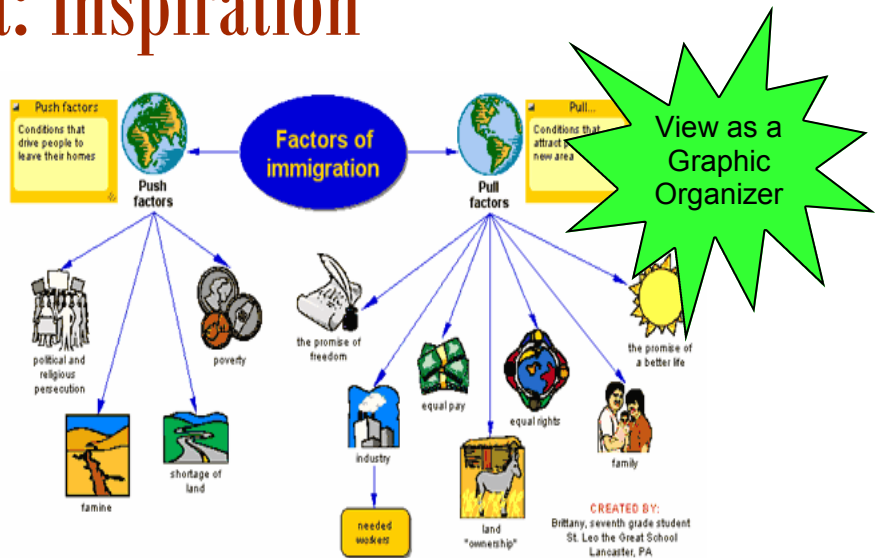 t: Inspiration
Push factors
Conditions that
drive people to
leave their homes
Push
factors
Factors of
immigration
Pull
factors
Pull...
Conditions that
attract
new area
View as a
Graphic
Organizer
political and
religious
persecution
famine
shortage of
land
poverty
the promise of
freedom
industry
needed
workers
equal pay
land
"ownership"
equal rights
family
the promise of
a better life
CREATED BY:
Brittany, seventh grade student
St. Leo the Great School
Lancaster, PA